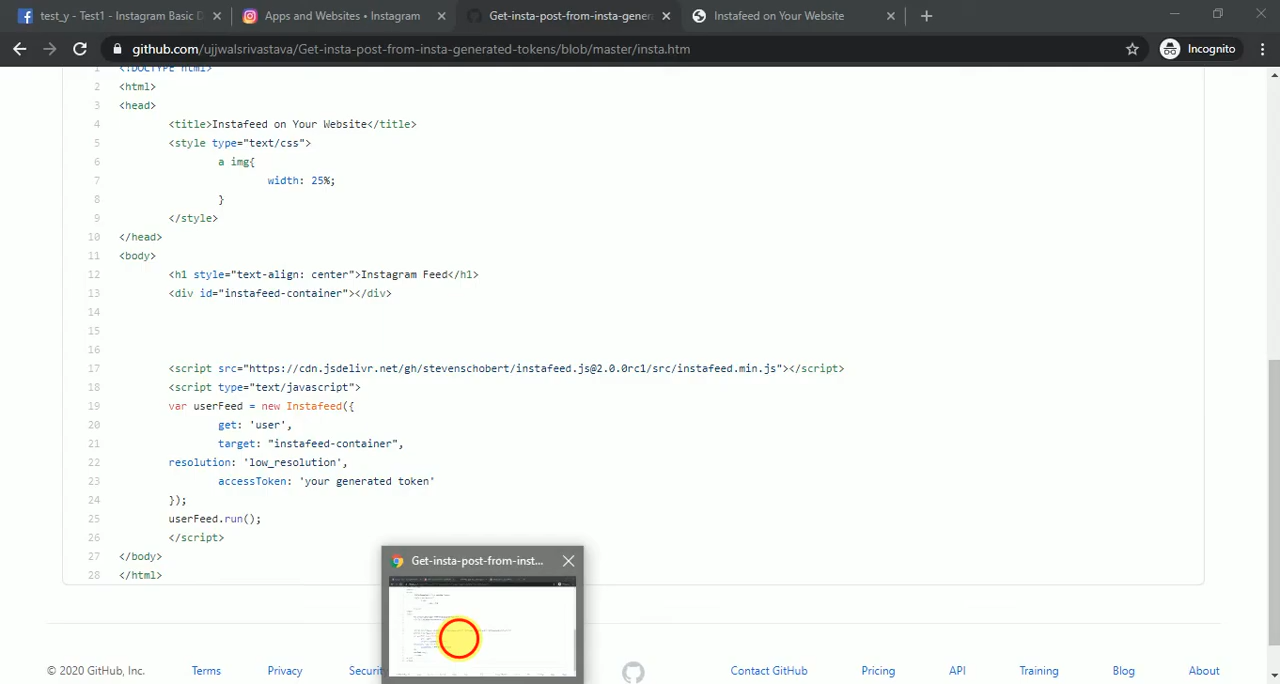 test_y - Test1 - Instagram Basic D
Apps and Websites • Instagram
Get-insta-post-from-insta-gener
Instafeed on Your Website
github.com/ujjwalsrivastava/Get-insta-post-from-insta-generated-tokens/blob/master/insta.htm
Incognito
1 <!DOCTYPE html>
2 <html>
3 <head>
4 <title>Instafeed on Your Website</title>
5 <style type="text/css">
6 a img{
7 width: 25%;
8 }
9 </style>
10 </head>
11 <body>
12 <h1 style="text-align: center">Instagram Feed</h1>
13 <div id="instafeed-container"></div>
14
15
16
17 <script src="https://cdn.jsdelivr.net/gh/stevenschobert/instafeed.js@2.0.0rc1/src/instafeed.min.js"></script>
18 <script type="text/javascript">
19 var userFeed = new Instafeed({
20 get: 'user',
21 target: "instafeed-container",
22 resolution: 'low_resolution',
23 accessToken: 'your generated token'
24 });
25 userFeed.run();
26 </script>
27 </body>
28 </html>
Get-insta-post-from-inst...
© 2020 GitHub, Inc.
Terms
Privacy
Securit
Contact GitHub
Pricing
API
Training
Blog
About